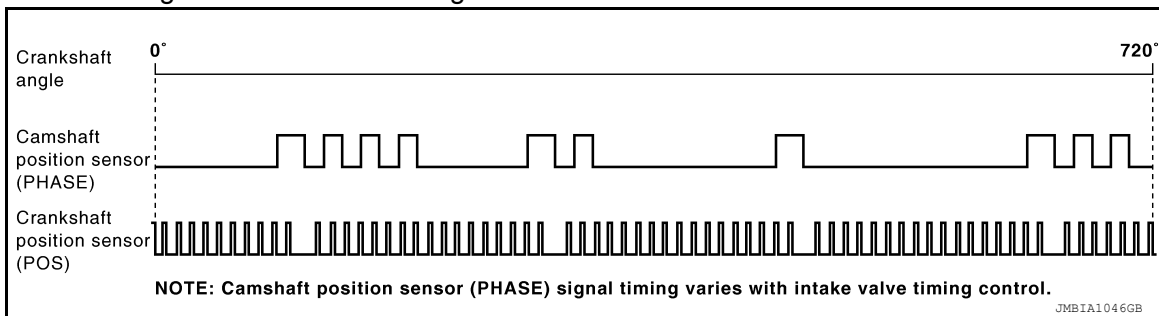 Crankshaft
angle
0°
720°
Camshaft
position sensor
(PHASE)
Crankshaft
position sensor
(POS)
NOTE: Camshaft position sensor (PHASE) signal timing varies with intake valve timing control.
JMBIA1046GB